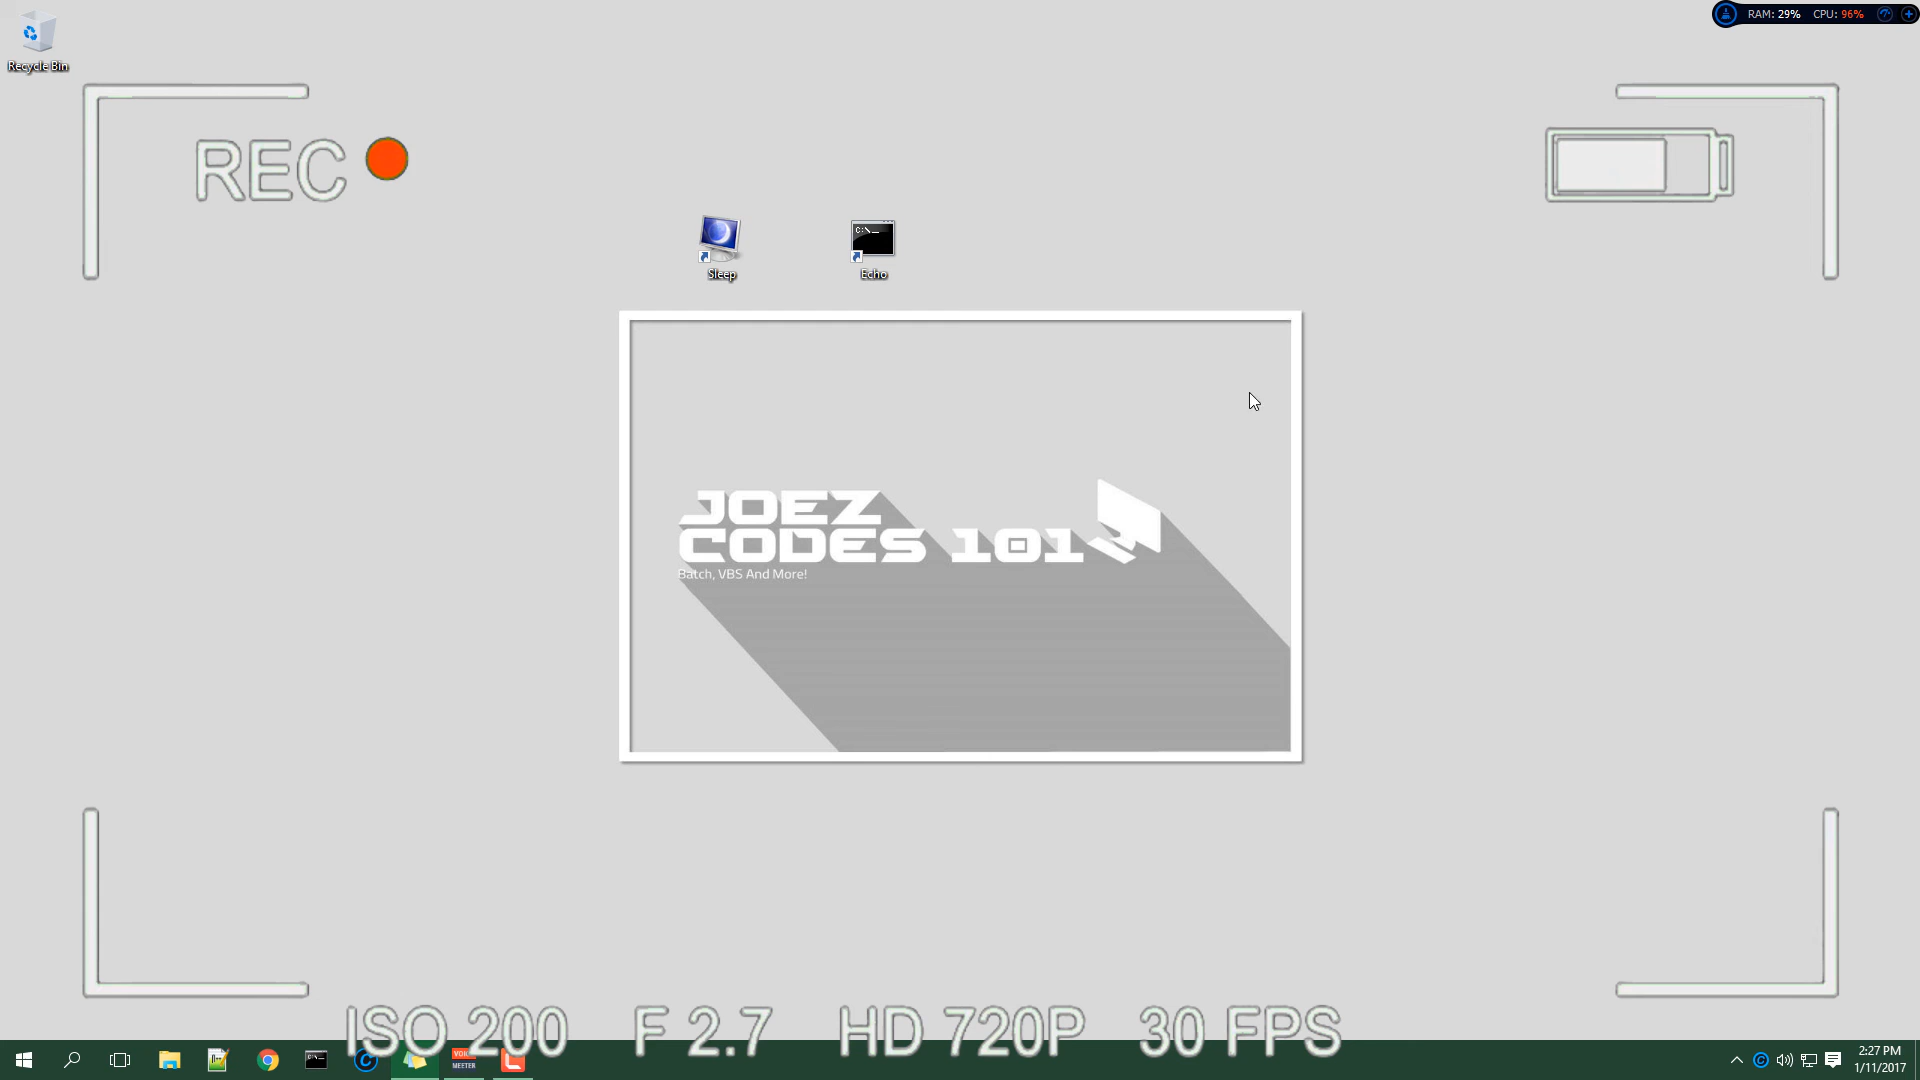 RAM: 29% CPU: 96%
Recycle Bin
REC
C:\_
Sleep
Echo
JOEZ
CODES 101
Batch, VBS And More!
ISO 200 F 2.7 HD 720P 30 FPS
MEETER
2:27 PM
1/11/2017